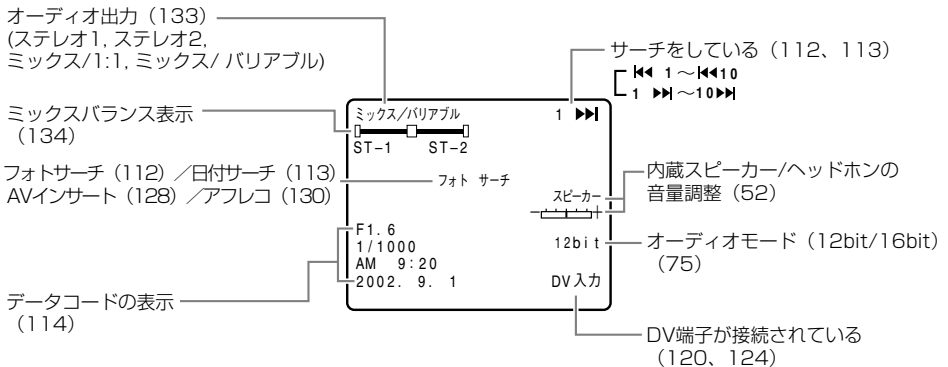 オーディオ出力（133）
(ステレオ1, ステレオ2,
ミックス/1:1, ミックス/ バリアブル)
ミックスバランス表示
（134）
フォトサーチ（112）／日付サーチ（113）
AVインサート（128）／アフレコ（130）
データコードの表示
（114）
ミックス／バリアブル
ST−1 ST−2
1 ▶▶|
フォト サーチ
スピーカー
− +
F1.6
1/1000
AM 9:20
2002. 9. 1
12bit
DV入力
サーチをしている（112、113）
|◀◀ 1～|◀◀10
1 ▶▶|～10▶▶|
内蔵スピーカー/ヘッドホンの
音量調整（52）
オーディオモード（12bit/16bit）
（75）
DV端子が接続されている
（120、124）